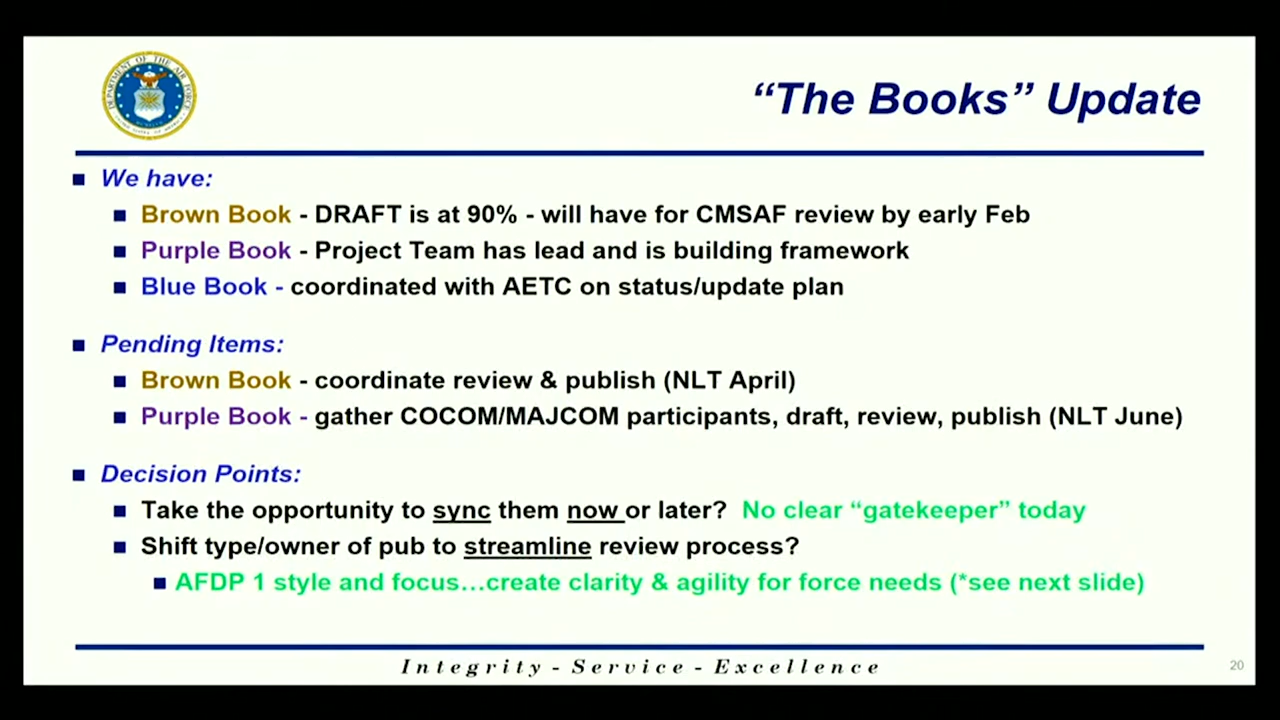 DEPARTMENT OF THE AIR FORCE
“The Books” Update
We have:
Brown Book - DRAFT is at 90% - will have for CMSAF review by early Feb
Purple Book - Project Team has lead and is building framework
Blue Book - coordinated with AETC on status/update plan
Pending Items:
Brown Book - coordinate review & publish (NLT April)
Purple Book - gather COCOM/MAJCOM participants, draft, review, publish (NLT June)
Decision Points:
Take the opportunity to sync them now or later? No clear “gatekeeper” today
Shift type/owner of pub to streamline review process?
AFDP 1 style and focus...create clarity & agility for force needs (*see next slide)
Integrity - Service - Excellence
20